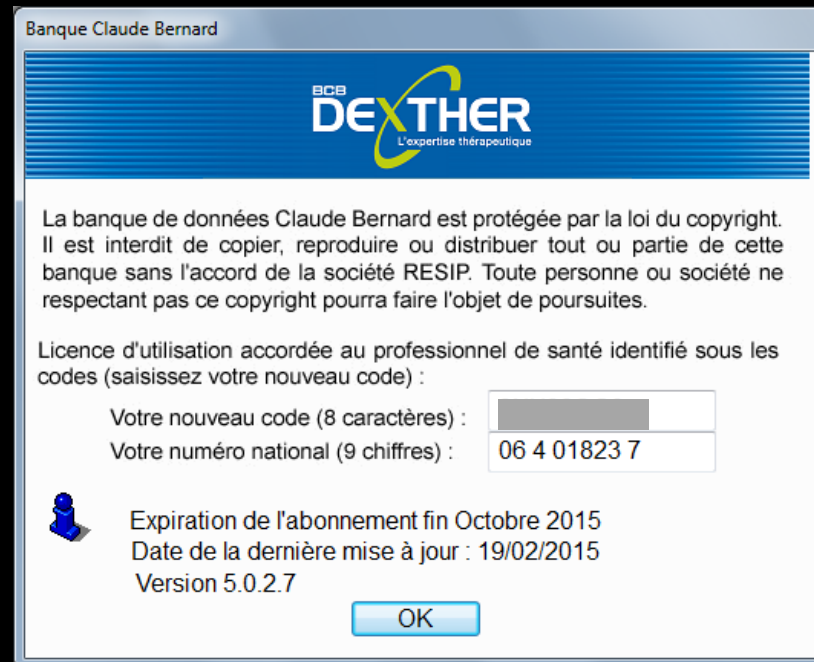 Banque Claude Bernard
BCB
DEXTHER
L'expertise thérapeutique
La banque de données Claude Bernard est protégée par la loi du copyright.
Il est interdit de copier, reproduire ou distribuer tout ou partie de cette
banque sans l'accord de la société RESIP. Toute personne ou société ne
respectant pas ce copyright pourra faire l'objet de poursuites.
Licence d'utilisation accordée au professionnel de santé identifié sous les
codes (saisissez votre nouveau code) :
Votre nouveau code (8 caractères) :
Votre numéro national (9 chiffres) : 06 4 01823 7
Expiration de l'abonnement fin Octobre 2015
Date de la dernière mise à jour : 19/02/2015
Version 5.0.2.7
OK